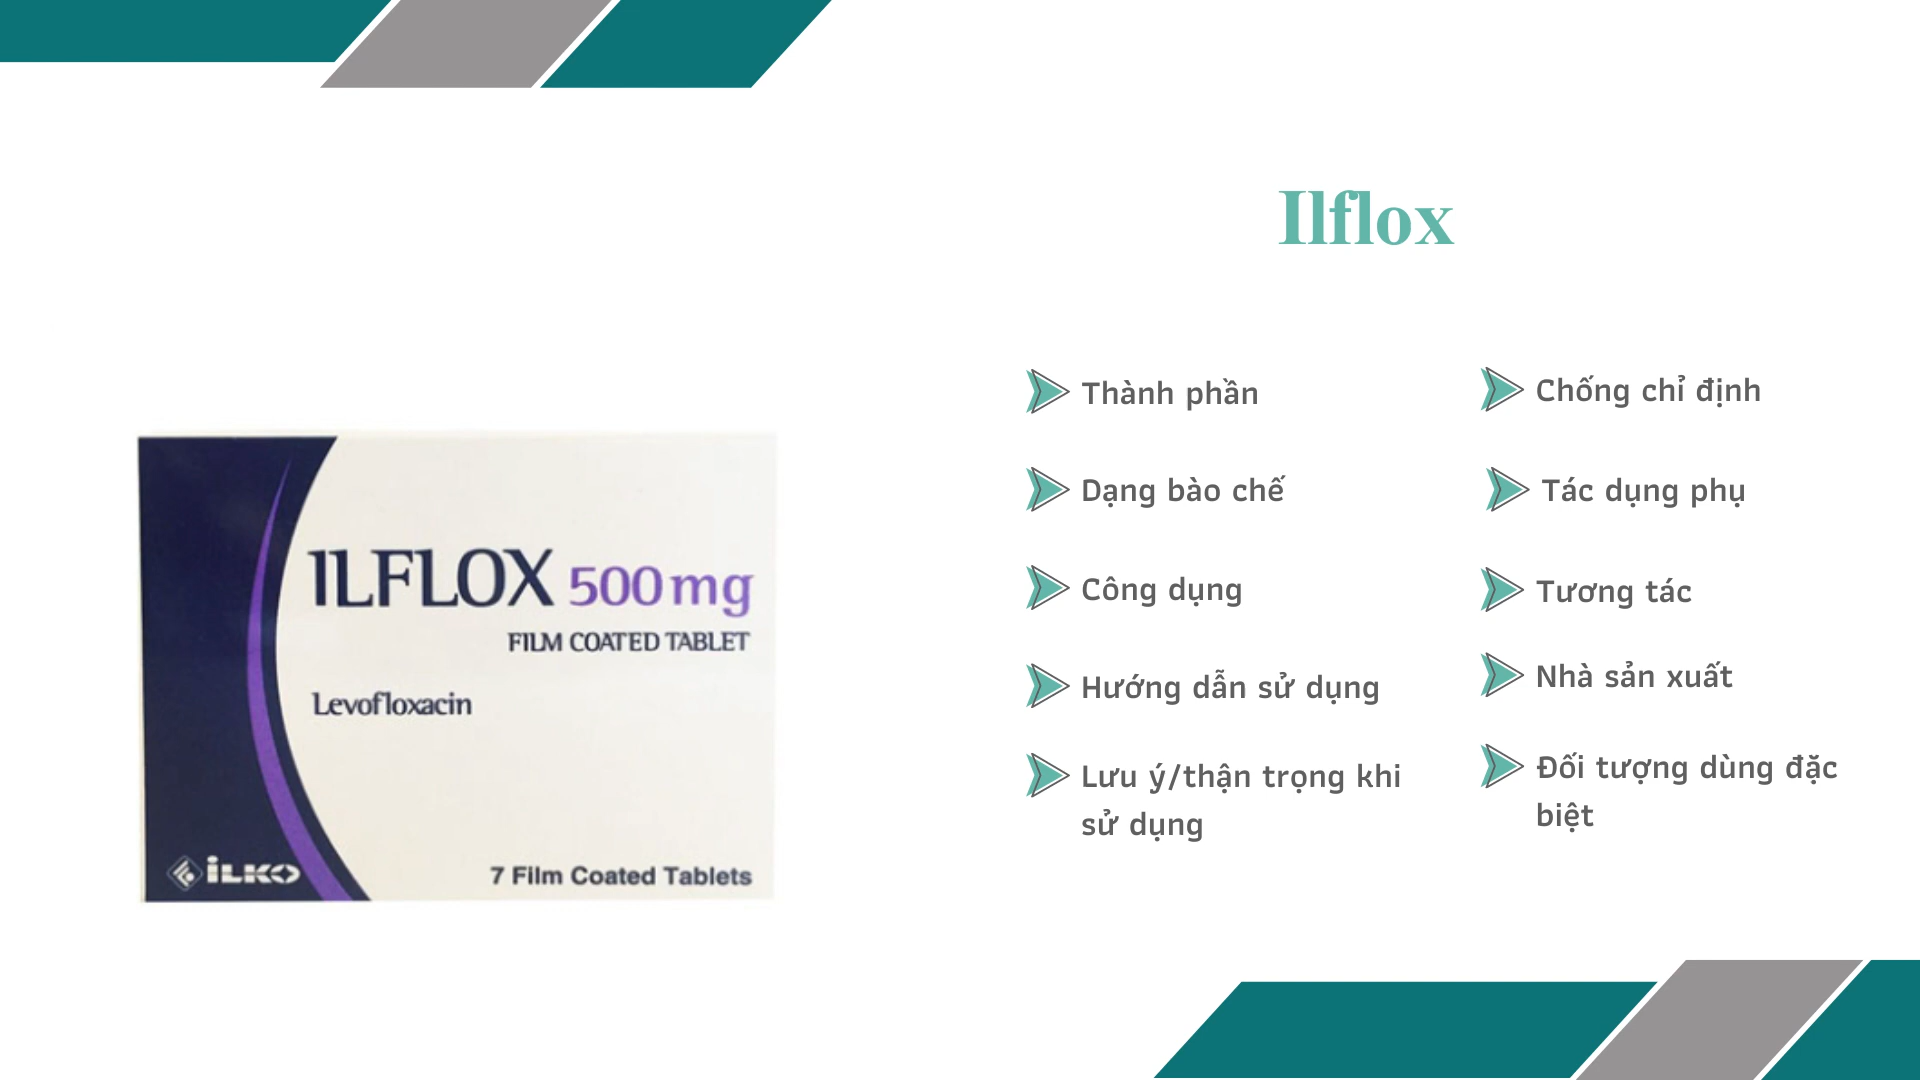 Ilflox
ILFLOX 500mg
FILM COATED TABLET
Levofloxacin
İLKO
7 Film Coated Tablets
Thành phần
Dạng bào chế
Công dụng
Hướng dẫn sử dụng
Lưu ý/thận trọng khi
sử dụng
Chống chỉ định
Tác dụng phụ
Tương tác
Nhà sản xuất
Đối tượng dùng đặc
biệt